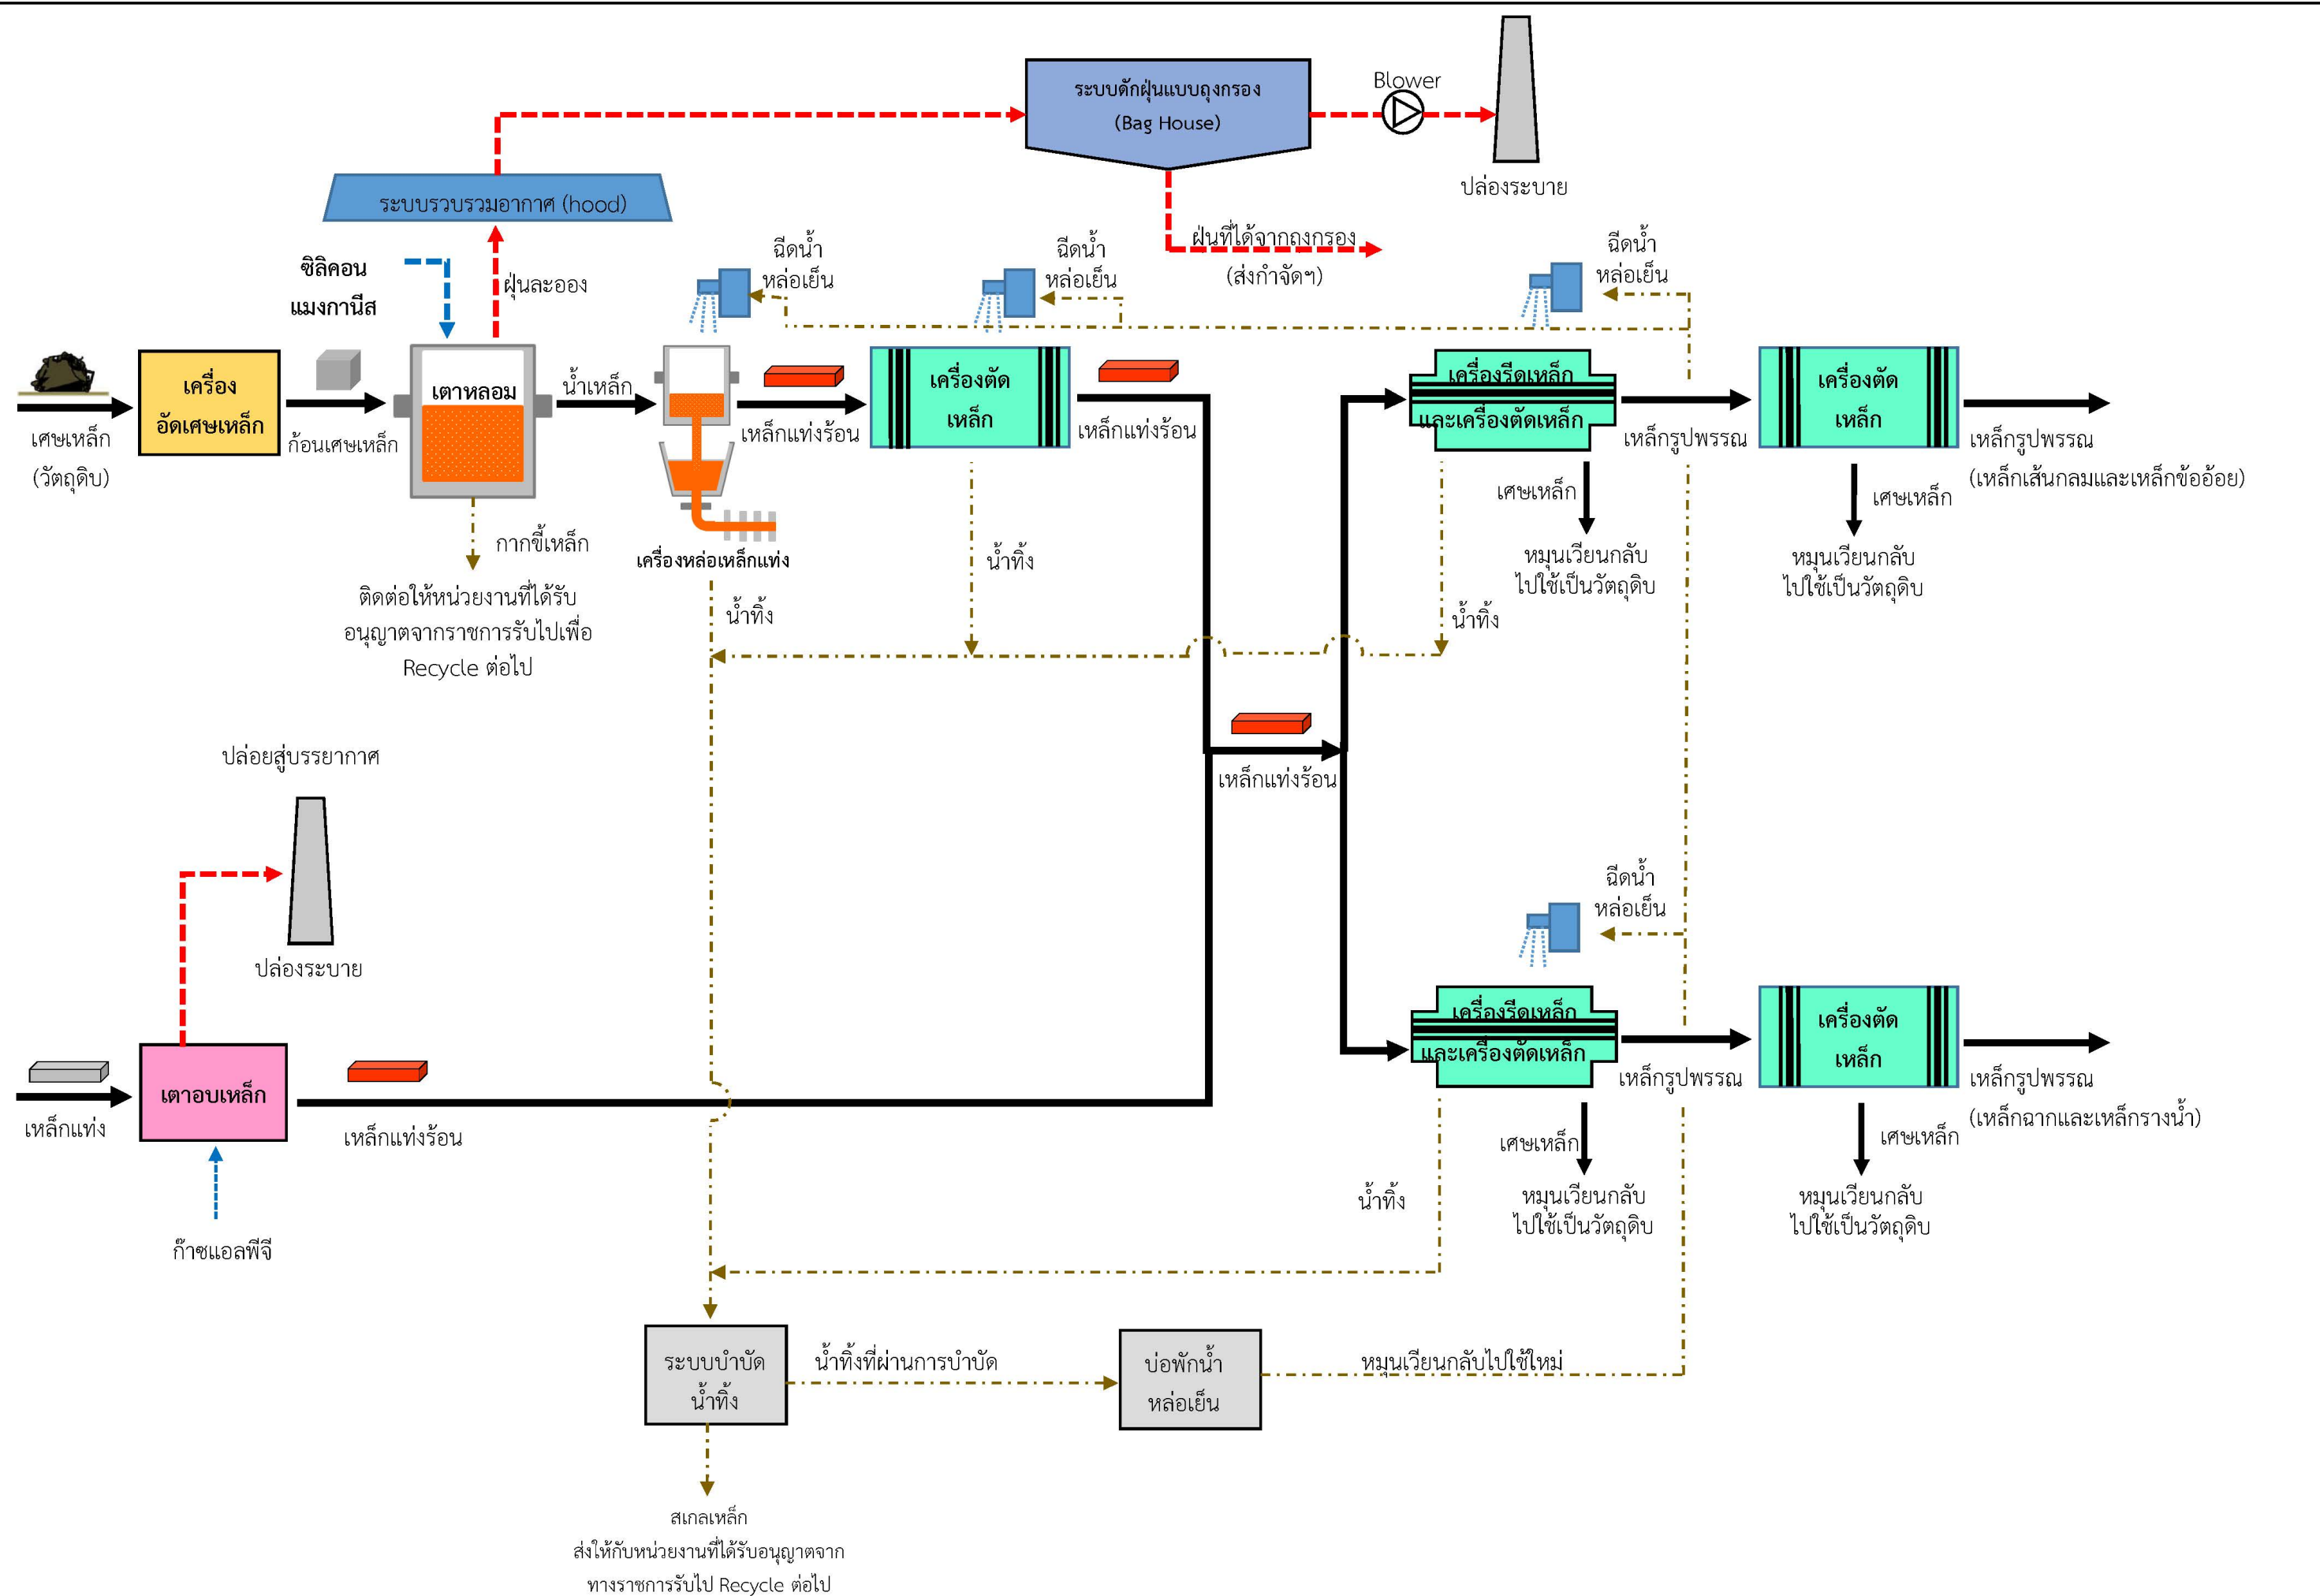 ระบบดักฝุ่นแบบถุงกรอง
(Bag House)
Blower
ปล่องระบาย
ระบบรวบรวมอากาศ (hood)
ฝุ่นที่ได้จากถงกรอง
(ส่งกำจัดฯ)
ซิลิคอน
แมงกานีส
ฝุ่นละออง
ฉีดน้ำ
หล่อเย็น
ฉีดน้ำ
หล่อเย็น
ฉีดน้ำ
หล่อเย็น
เศษเหล็ก
(วัตถุดิบ)
เครื่อง
อัดเศษเหล็ก
ก้อนเศษเหล็ก
เตาหลอม
น้ำเหล็ก
เหล็กแท่งร้อน
เครื่องตัด
เหล็ก
เหล็กแท่งร้อน
เครื่องรีดเหล็ก
และเครื่องตัดเหล็ก
เหล็กรูปพรรณ
เครื่องตัด
เหล็ก
เหล็กรูปพรรณ
(เหล็กเส้นกลมและเหล็กข้ออ้อย)
กากขี้เหล็ก
ติดต่อให้หน่วยงานที่ได้รับ
อนุญาตจากราชการรับไปเพื่อ
Recycle ต่อไป
เครื่องหล่อเหล็กแท่ง
น้ำทิ้ง
น้ำทิ้ง
น้ำทิ้ง
เศษเหล็ก
หมุนเวียนกลับ
ไปใช้เป็นวัตถุดิบ
เศษเหล็ก
หมุนเวียนกลับ
ไปใช้เป็นวัตถุดิบ
เหล็กแท่งร้อน
ปล่อยสู่บรรยากาศ
ปล่องระบาย
ฉีดน้ำ
หล่อเย็น
เหล็กแท่ง
เตาอบเหล็ก
เหล็กแท่งร้อน
ก๊าซแอลพีจี
เครื่องรีดเหล็ก
และเครื่องตัดเหล็ก
เหล็กรูปพรรณ
เครื่องตัด
เหล็ก
เหล็กรูปพรรณ
(เหล็กฉากและเหล็กรางน้ำ)
น้ำทิ้ง
เศษเหล็ก
หมุนเวียนกลับ
ไปใช้เป็นวัตถุดิบ
เศษเหล็ก
หมุนเวียนกลับ
ไปใช้เป็นวัตถุดิบ
ระบบบำบัด
น้ำทิ้ง
น้ำทิ้งที่ผ่านการบำบัด
บ่อพักน้ำ
หล่อเย็น
หมุนเวียนกลับไปใช้ใหม่
สเกลเหล็ก
ส่งให้กับหน่วยงานที่ได้รับอนุญาตจาก
ทางราชการรับไป Recycle ต่อไป